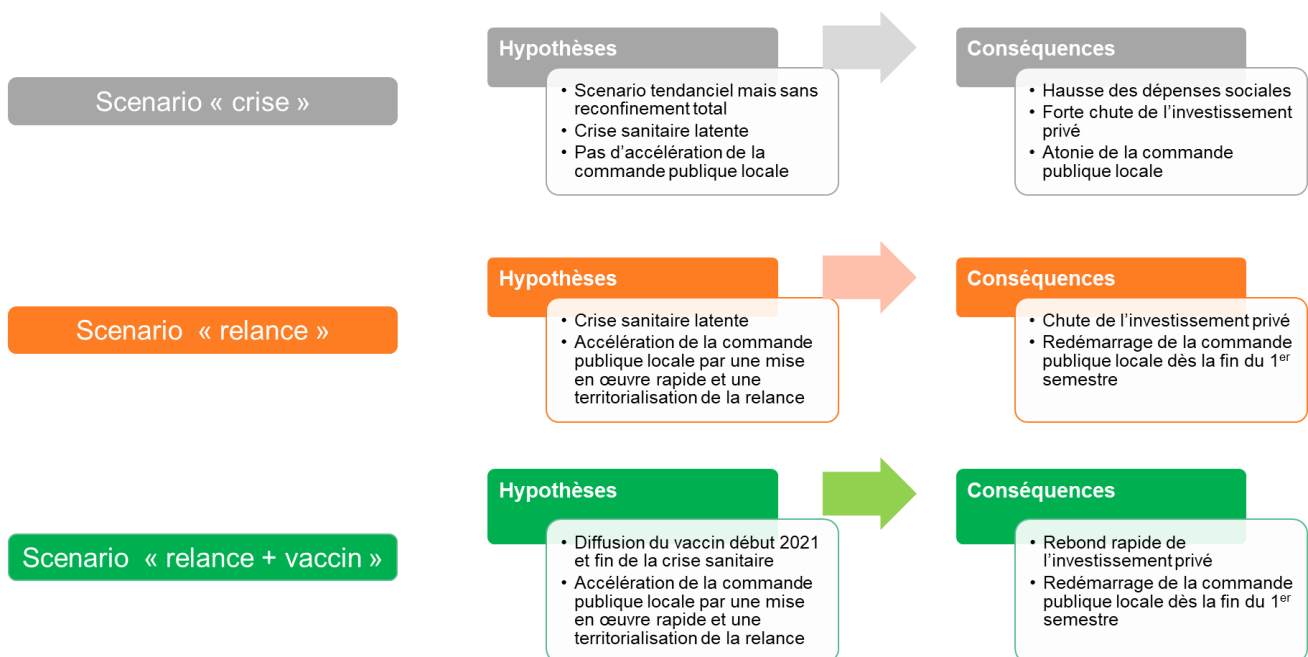 Scenario « crise »
Hypothèses
• Scenario tendanciel mais sans
reconfinement total
• Crise sanitaire latente
• Pas d’accélération de la
commande publique locale
Conséquences
• Hausse des dépenses sociales
• Forte chute de l’investissement
privé
• Atonie de la commande
publique locale
Scenario « relance »
Hypothèses
• Crise sanitaire latente
• Accélération de la commande
publique locale par une mise
en œuvre rapide et une
territorialisation de la relance
Conséquences
• Chute de l’investissement privé
• Redémarrage de la commande
publique locale dès la fin du 1er
semestre
Scenario « relance + vaccin »
Hypothèses
• Diffusion du vaccin début 2021
et fin de la crise sanitaire
• Accélération de la commande
publique locale par une mise
en œuvre rapide et une
territorialisation de la relance
Conséquences
• Rebond rapide de
l’investissement privé
• Redémarrage de la commande
publique locale dès la fin du 1er
semestre